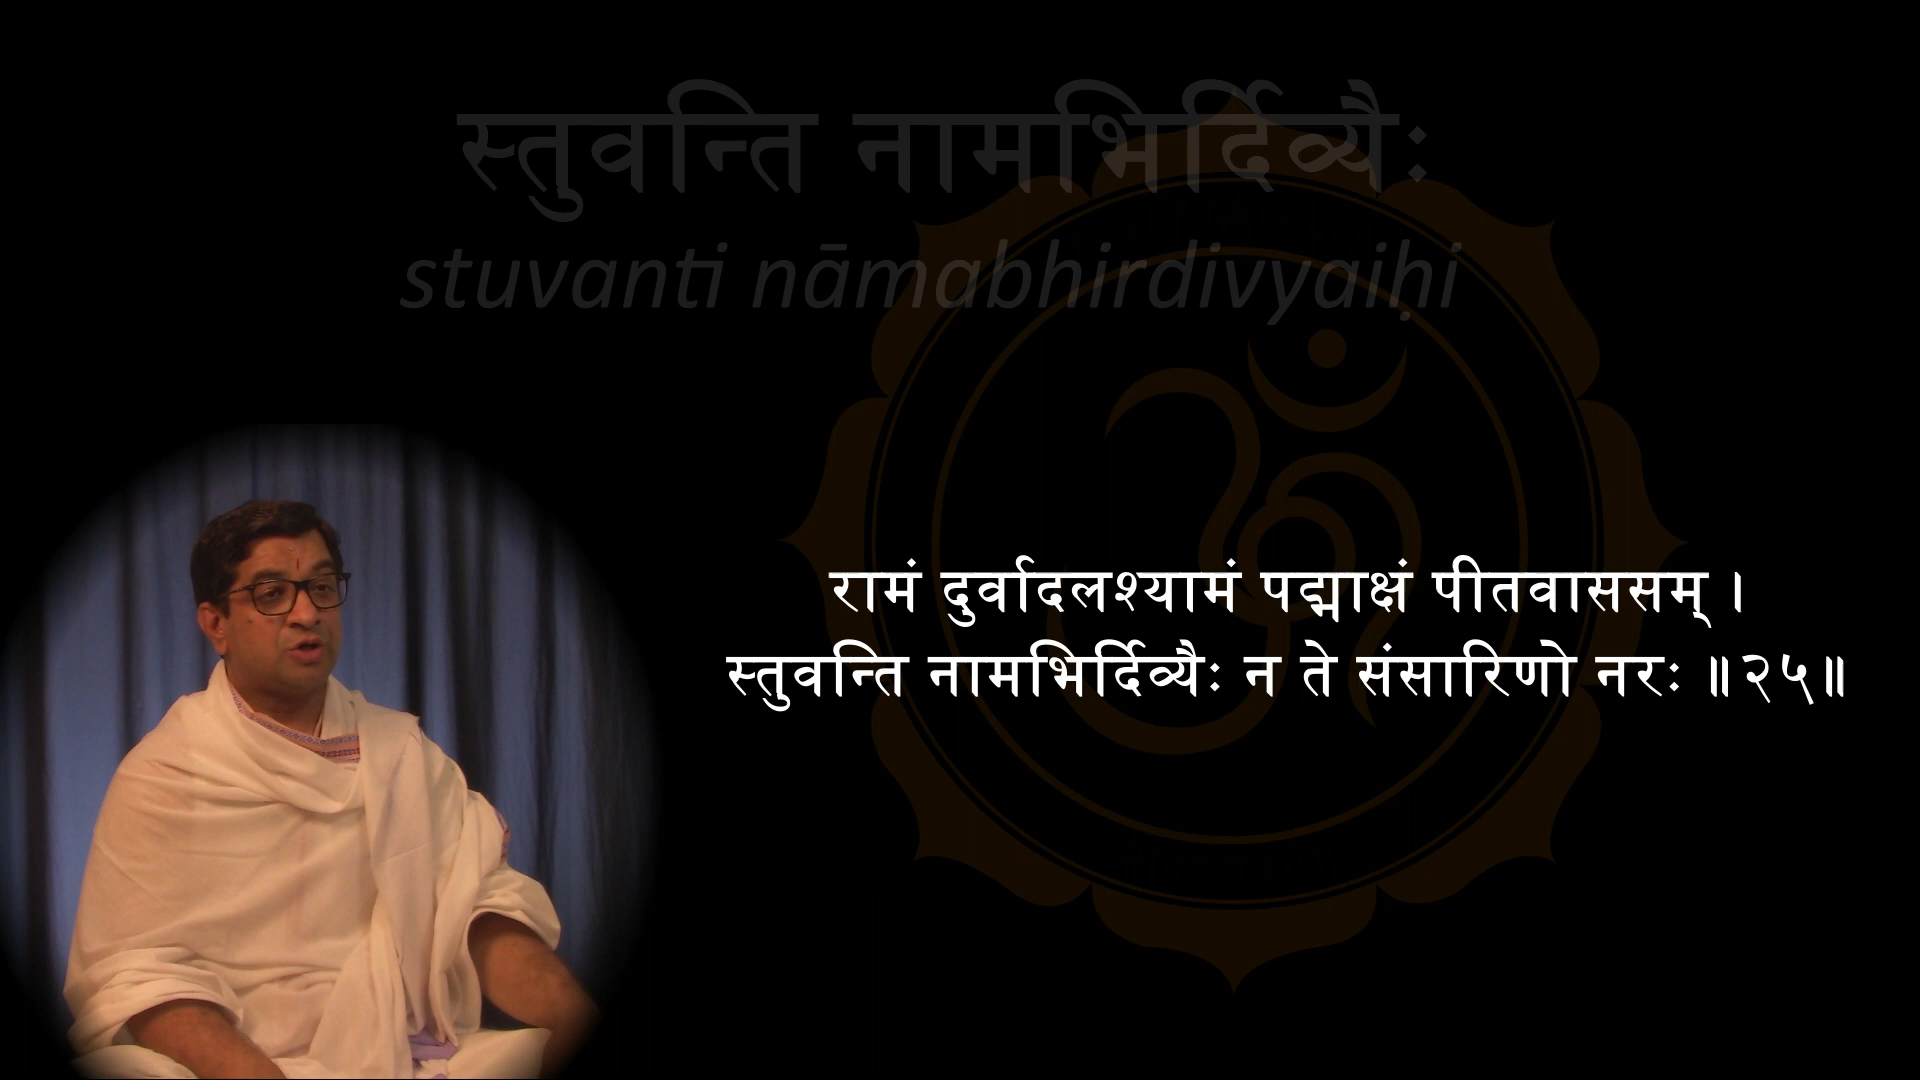 स्तुवन्ति नामभिर्दिव्यैः
stuvanti nāmabhirdivyaiḥi
रामं दुर्वादलश्यामं पद्माक्षं पीतवाससम् ।
स्तुवन्ति नामभिर्दिव्यैः न ते संसारिणो नरः ॥२५॥